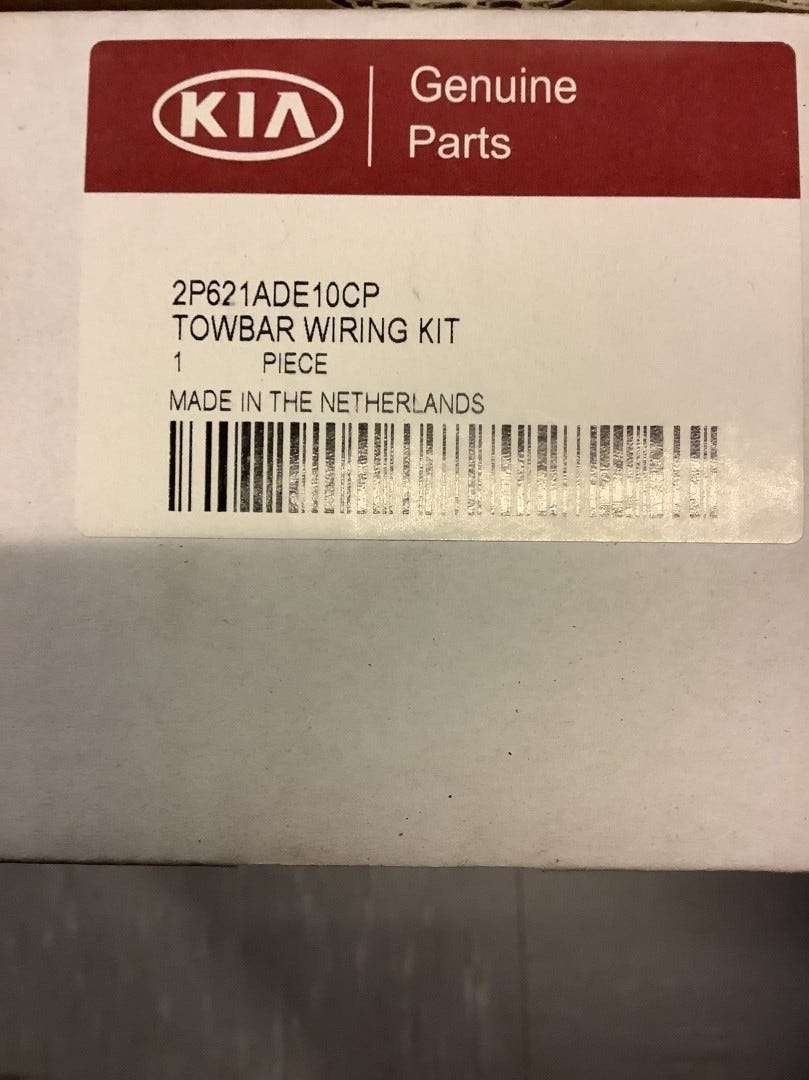 KIA
Genuine
Parts
2P621ADE10CP
TOWBAR WIRING KIT
1 PIECE
MADE IN THE NETHERLANDS